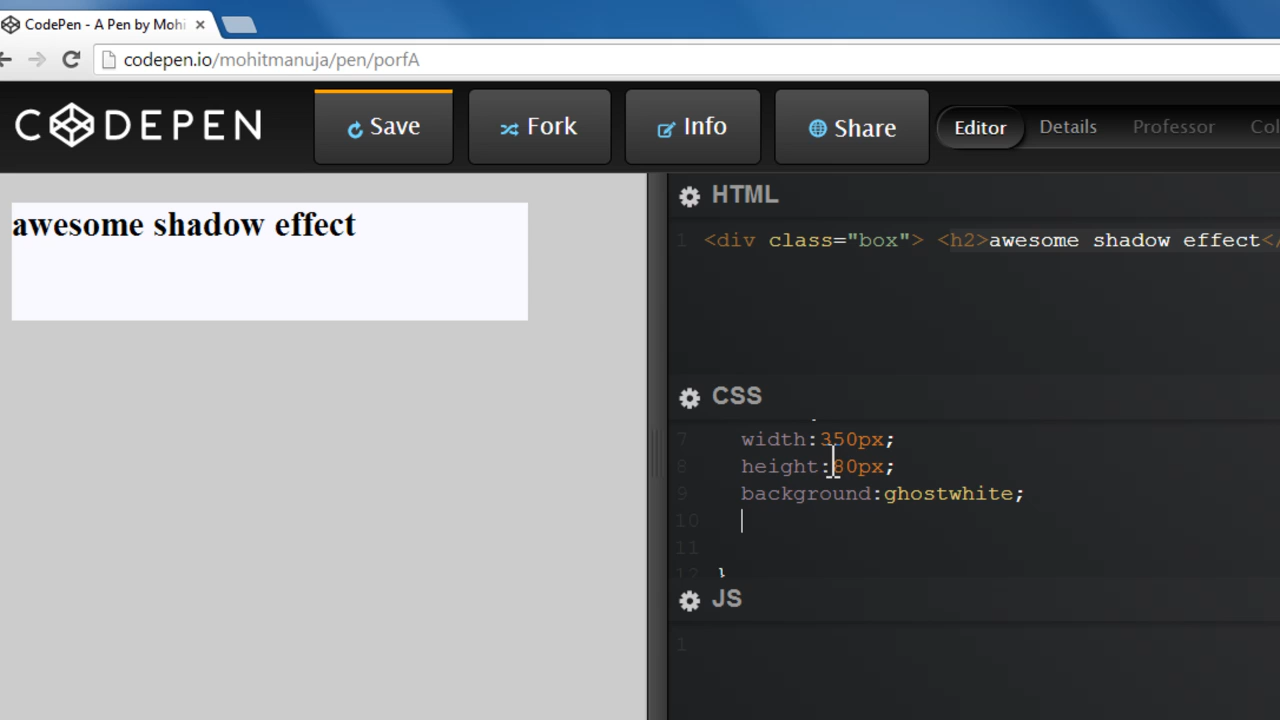 CodePen - A Pen by Mohi
codepen.io/mohitmanuja/pen/porfA
CODEPEN
Save
Fork
Info
Share
Editor
Details
Professor
Col
awesome shadow effect
HTML
1 <div class="box"> <h2>awesome shadow effect</
CSS
7 width:350px;
8 height:80px;
9 background:ghostwhite;
10
11
12 }
JS
1